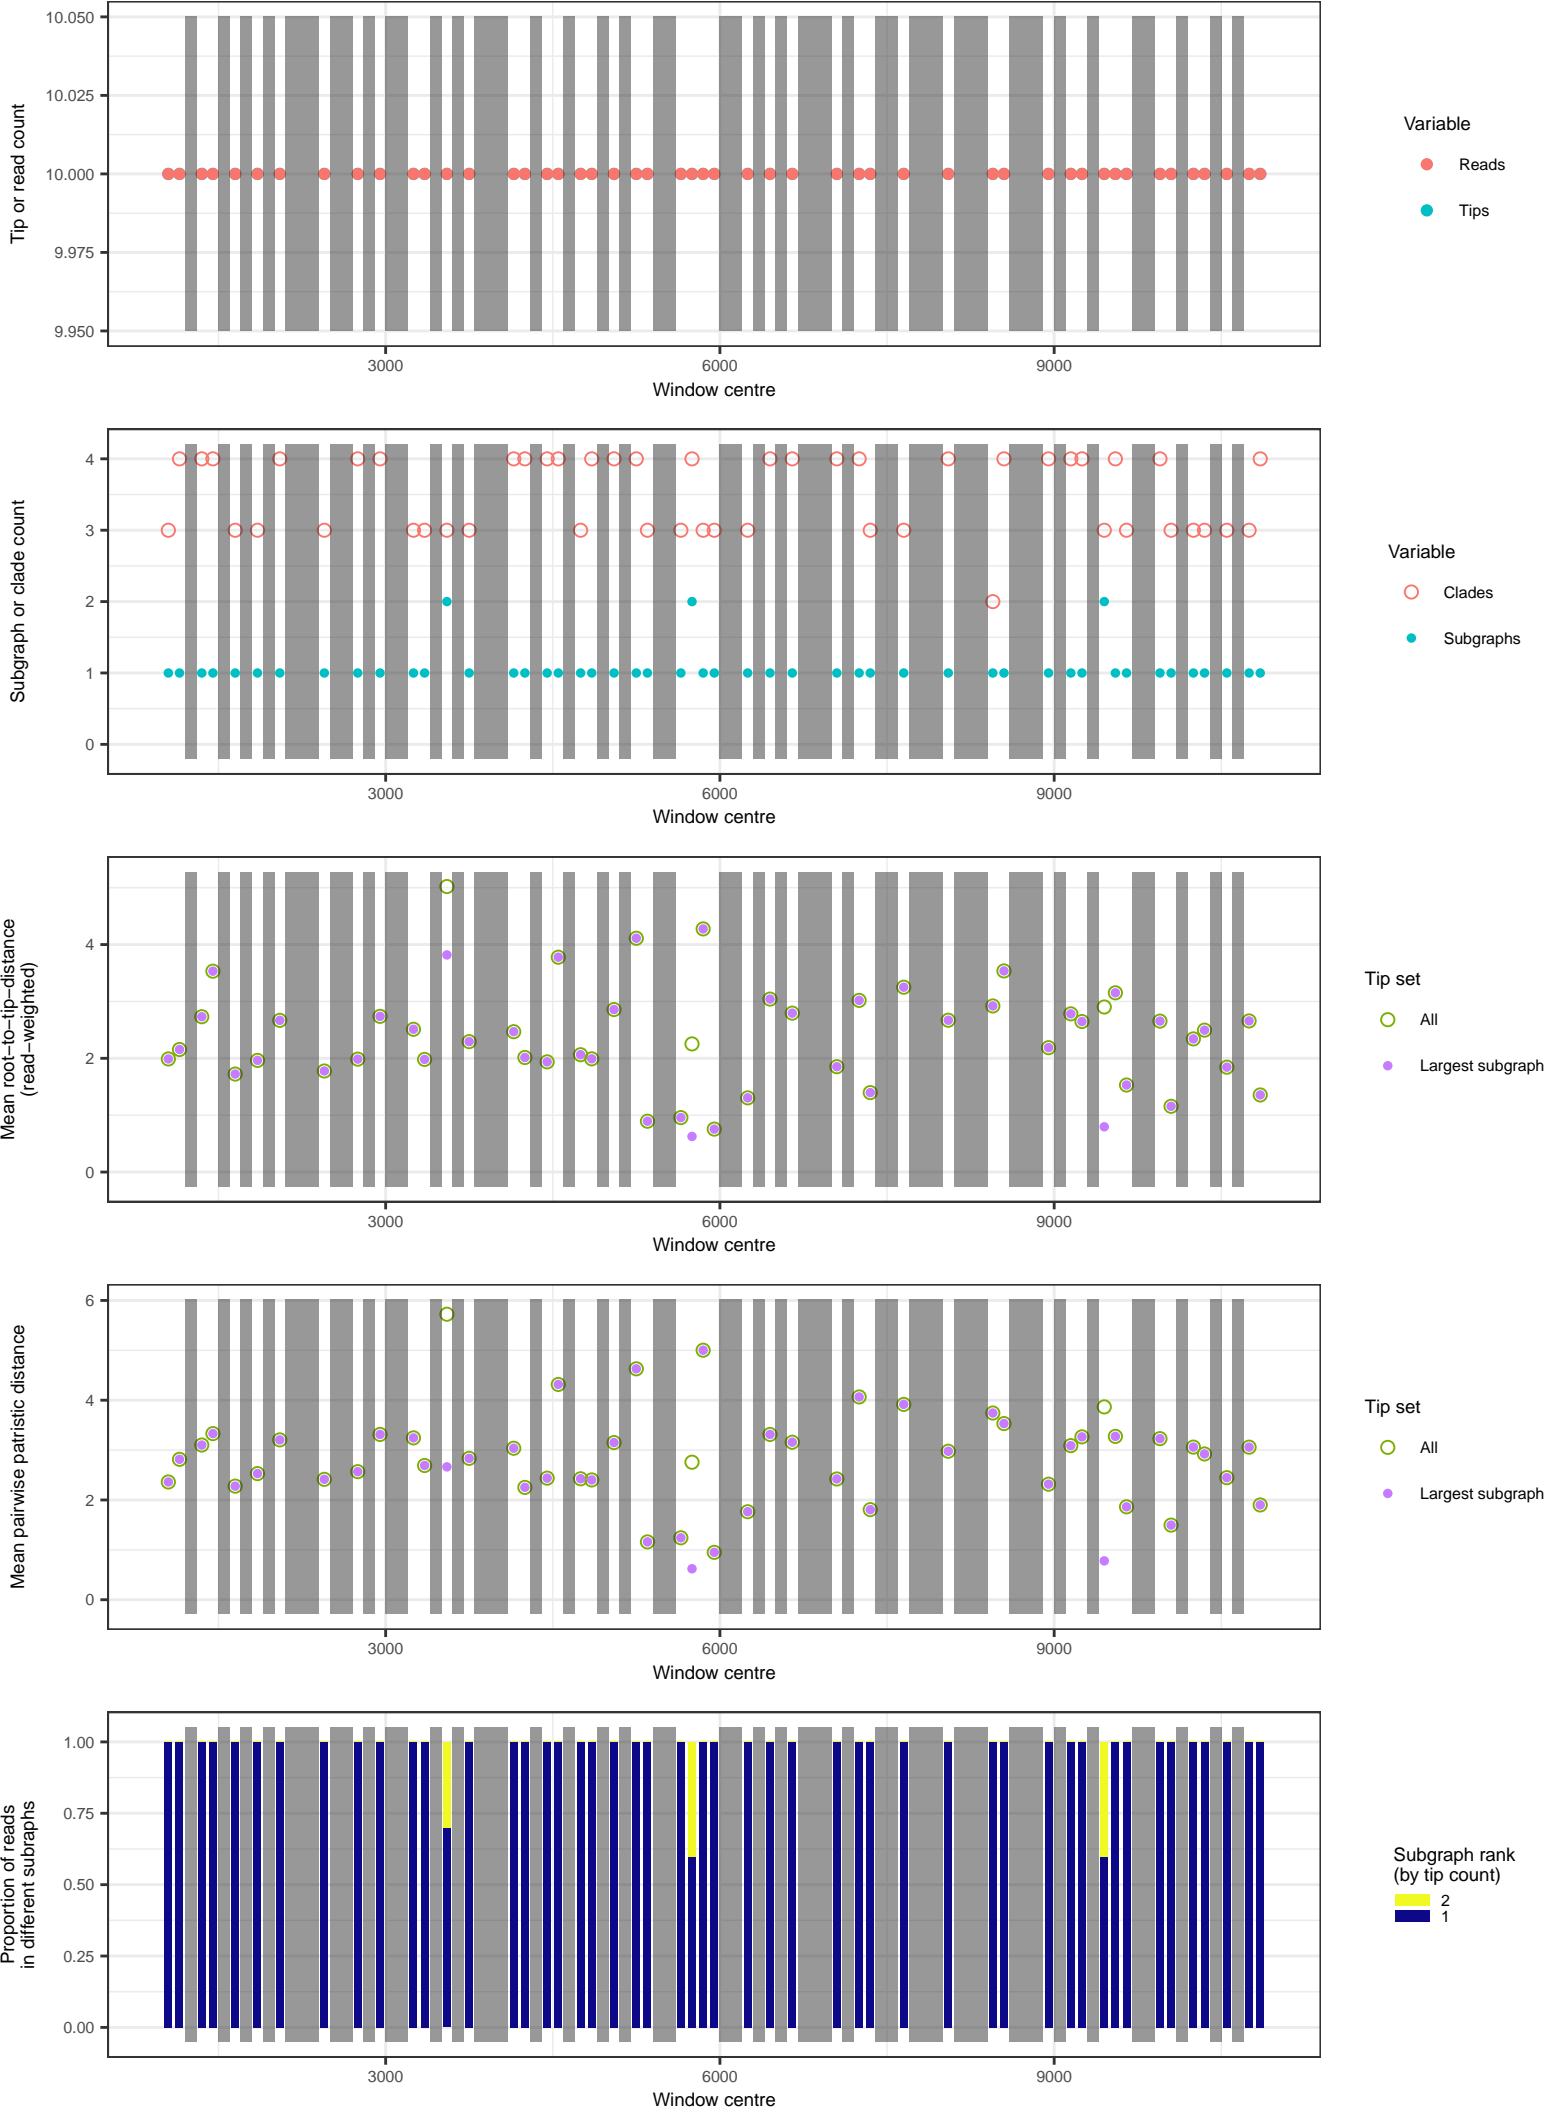 10.050
10.025
10.000
9.975
9.950
Tip or read count
3000
6000
9000
Window centre
Variable
Reads
Tips
4
3
2
1
0
Subgraph or clade count
3000
6000
9000
Window centre
Variable
Clades
Subgraphs
4
2
0
Mean root−to−tip−distance
(read−weighted)
3000
6000
9000
Window centre
Tip set
All
Largest subgraph
6
4
2
0
Mean pairwise patristic distance
3000
6000
9000
Window centre
Tip set
All
Largest subgraph
1.00
0.75
0.50
0.25
0.00
Proportion of reads
in different subraphs
3000
6000
9000
Window centre
Subgraph rank
(by tip count)
2
1